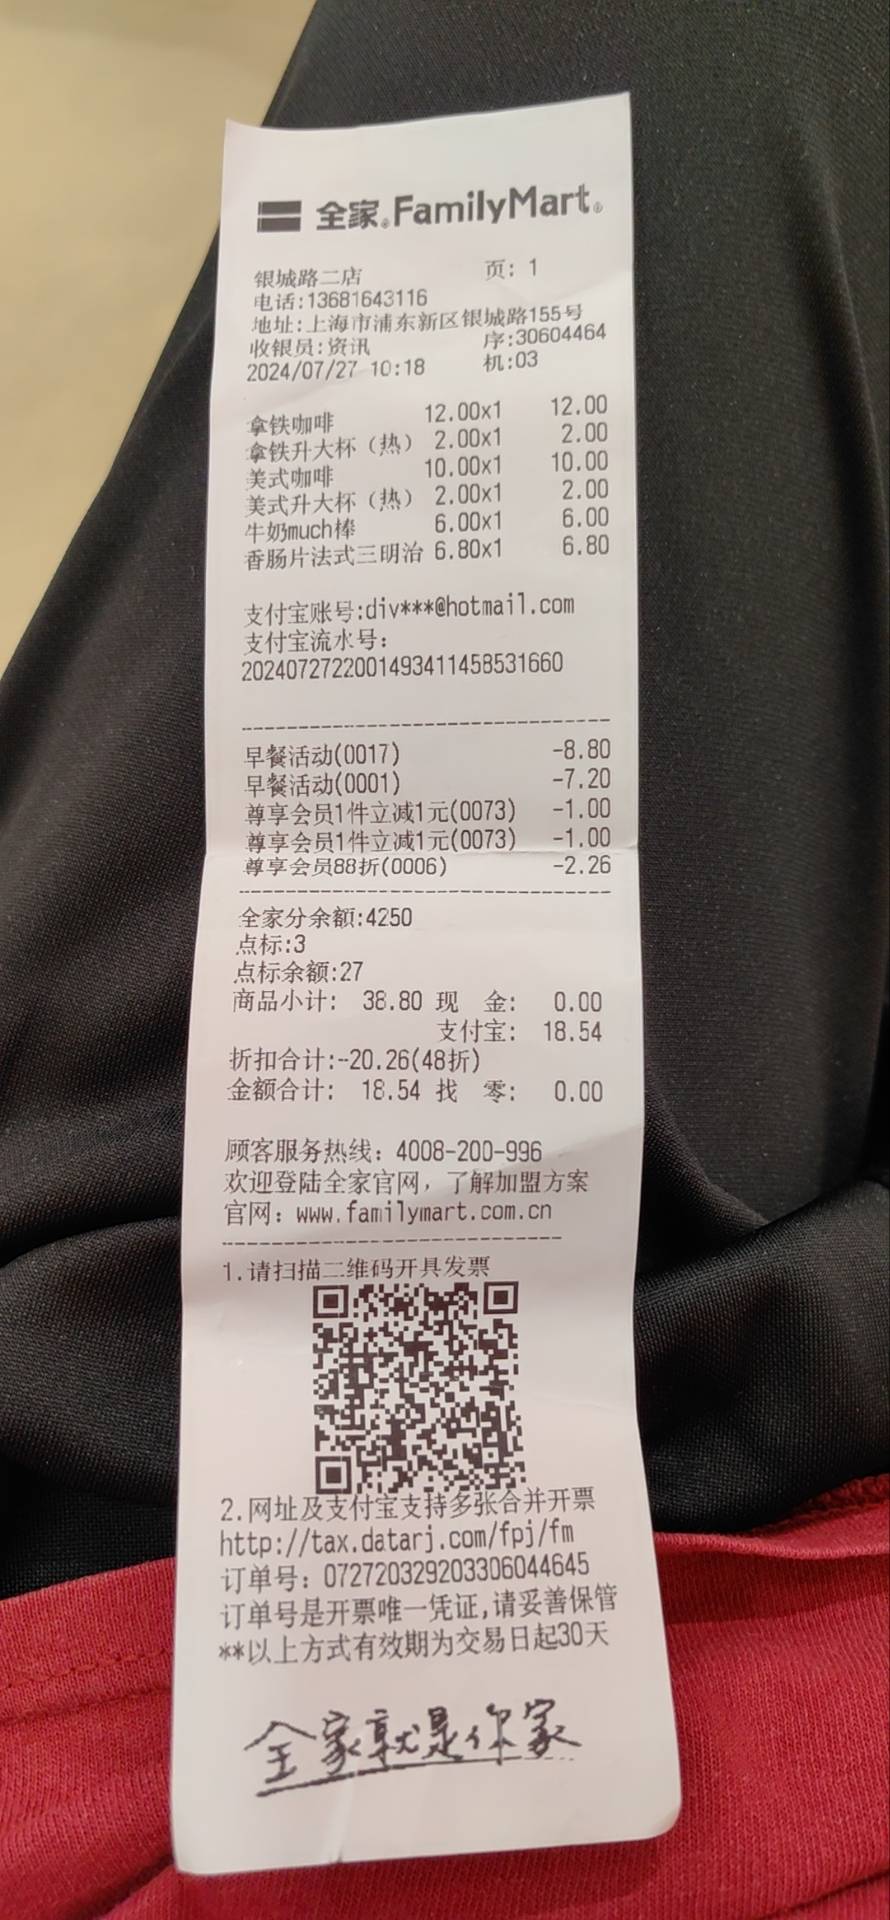 全家 FamilyMart
银城路二店 页: 1
电话:13681643116
地址:上海市浦东新区银城路155号
收银员:资讯 序:30604464
2024/07/27 10:18 机:03
拿铁咖啡 12.00x1 12.00
拿铁升大杯（热） 2.00x1 2.00
美式咖啡 10.00x1 10.00
美式升大杯（热） 2.00x1 2.00
牛奶much棒 6.00x1 6.00
香肠片法式三明治 6.80x1 6.80
支付宝账号:div***@hotmail.com
支付宝流水号：
2024072722001493411458531660
早餐活动(0017) -8.80
早餐活动(0001) -7.20
尊享会员1件立减1元(0073) -1.00
尊享会员1件立减1元(0073) -1.00
尊享会员88折(0006) -2.26
全家分余额:4250
点标:3
点标余额:27
商品小计: 38.80 现 金: 0.00
支付宝: 18.54
折扣合计:-20.26(48折)
金额合计: 18.54 找 零: 0.00
顾客服务热线：4008-200-996
欢迎登陆全家官网，了解加盟方案
官网：www.familymart.com.cn
1.请扫描二维码开具发票
2.网址及支付宝支持多张合并开票
http://tax.datarj.com/fpj/fm
订单号：072720329203306044645
订单号是开票唯一凭证,请妥善保管
**以上方式有效期为交易日起30天
全家就是你家